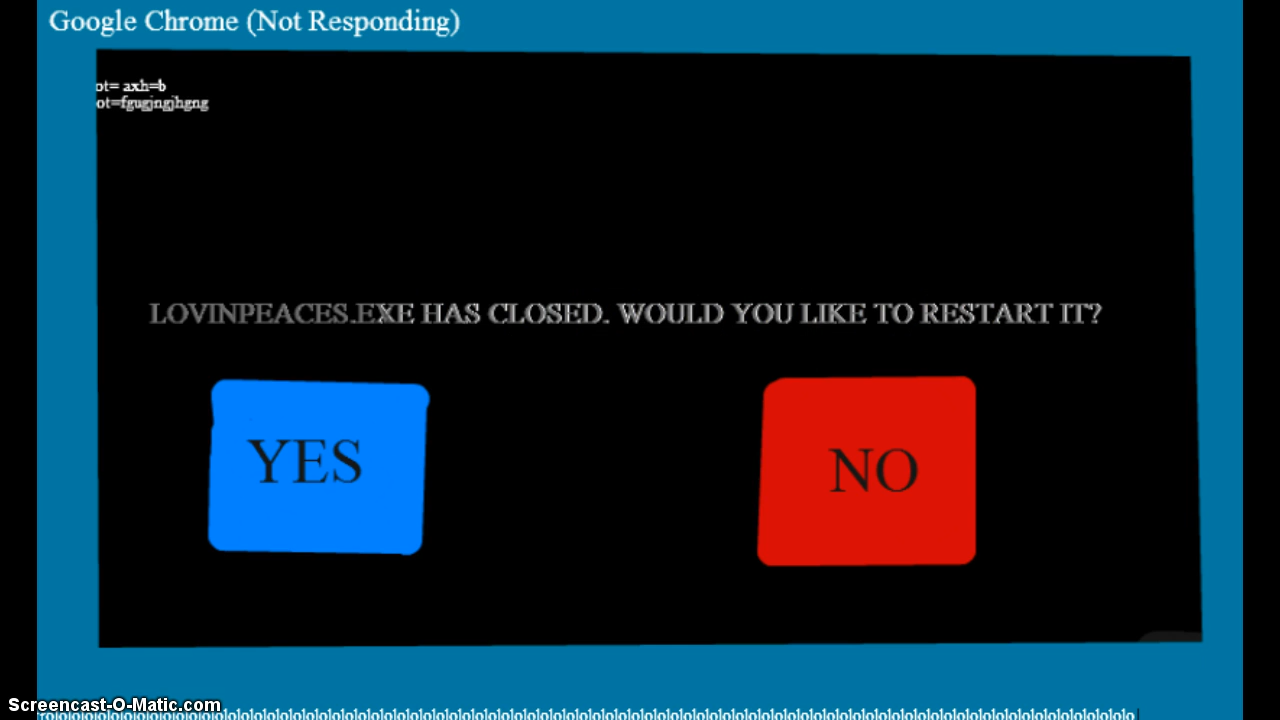 Google Chrome (Not Responding)
ot= axh=b
ot=fgugjngjhgng
LOVINPEACES.EXE HAS CLOSED. WOULD YOU LIKE TO RESTART IT?
YES
NO
Screencast-O-Matic.com